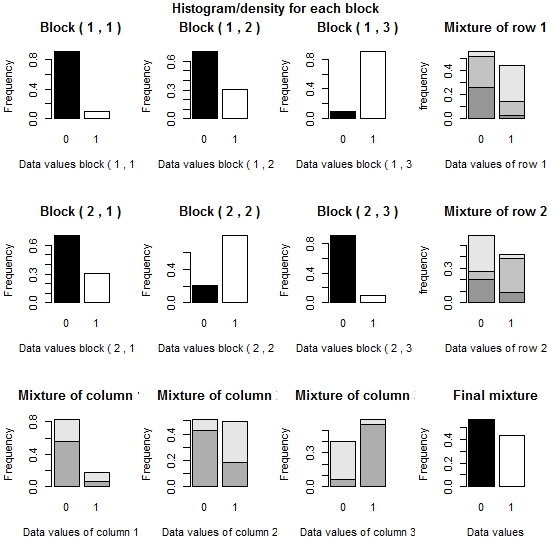 Histogram/density for each block
Block ( 1 , 1 )
Block ( 1 , 2 )
Block ( 1 , 3 )
Mixture of row 1
Frequency
0.0 0.4 0.8
0 1
Data values block ( 1 , 1
Frequency
0.0 0.2 0.4 0.6
0 1
Data values block ( 1 , 2
Frequency
0.0 0.4 0.8
0 1
Data values block ( 1 , 3
frequency
0.0 0.2 0.4
0 1
Data values of row 1
Block ( 2 , 1 )
Block ( 2 , 2 )
Block ( 2 , 3 )
Mixture of row 2
Frequency
0.0 0.3 0.6
0 1
Data values block ( 2 , 1
Frequency
0.0 0.4
0 1
Data values block ( 2 , 2
Frequency
0.0 0.4 0.8
0 1
Data values block ( 2 , 3
frequency
0.0 0.3
0 1
Data values of row 2
Mixture of column
Mixture of column
Mixture of column
Final mixture
Frequency
0.0 0.4 0.8
0 1
Data values of column 1
Frequency
0.0 0.2 0.4
0 1
Data values of column 2
Frequency
0.0 0.3
0 1
Data values of column 3
Frequency
0.0 0.2 0.4
0 1
Data values